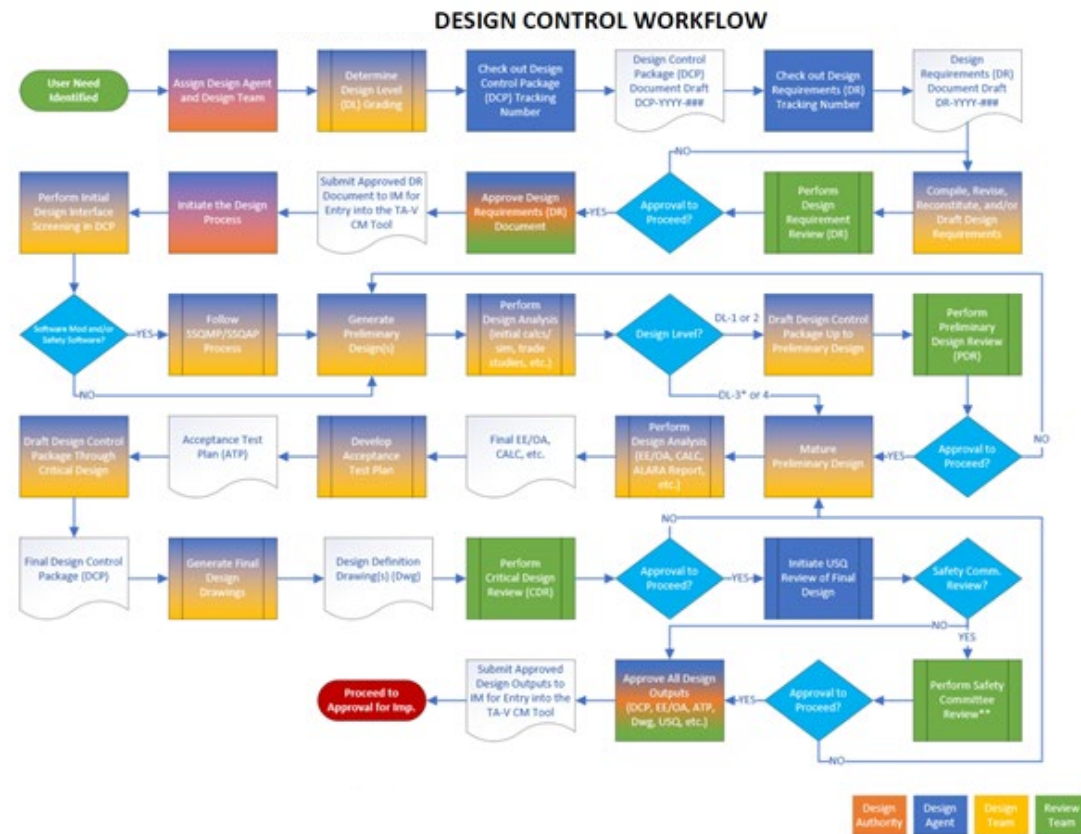 DESIGN CONTROL WORKFLOW
User Need
Identified
Assign Design Agent
and Design Team
Determine
Design Level
(DL) Grading
Check out Design
Control Package
(DCP) Tracking
Number
Design Control
Package (DCP)
Document Draft
DCP-YYYY-###
Check out Design
Requirements (DR)
Tracking Number
Design
Requirements (DR)
Document Draft
DR-YYYY-###
NO
Perform Initial
Design Interface
Screening in DCP
Initiate the Design
Process
Submit Approved DR
Document to IM for
Entry into the TA-V
CM Tool
Approve Design
Requirements (DR)
Document
YES
Approval to
Proceed?
Perform
Design
Requirement
Review (DR)
Compile, Revise,
Reconstitute, and/or
Draft Design
Requirements
Software Mod and/or
Safety Software?
YES
Follow
SSQMP/SSQAP
Process
Generate
Preliminary
Design(s)
Perform
Design Analysis
(initial calcs/
sim, trade
studies, etc.)
Design Level?
DL-1 or 2
Draft Design Control
Package Up to
Preliminary Design
Perform
Preliminary
Design Review
(PDR)
NO
DL-3* or 4
Draft Design Control
Package Through
Critical Design
Acceptance Test
Plan (ATP)
Develop
Acceptance
Test Plan
Final EE/OA,
CALC, etc.
Perform
Design Analysis
(EE/OA, CALC,
ALARA Report,
etc.)
Mature
Preliminary Design
YES
Approval to
Proceed?
NO
Final Design Control
Package (DCP)
Generate Final
Design
Drawings
Design Definition
Drawing(s) (Dwg)
Perform
Critical Design
Review (CDR)
NO
Approval to
Proceed?
YES
Initiate USQ
Review of Final
Design
Safety Comm.
Review?
NO
YES
Proceed to
Approval for Imp.
Submit Approved
Design Outputs to
IM for Entry into the
TA-V CM Tool
Approve All Design
Outputs
(DCP, EE/OA, ATP,
Dwg, USQ, etc.)
YES
Approval to
Proceed?
Perform Safety
Committee
Review**
NO
Design
Authority
Design
Agent
Design
Team
Review
Team